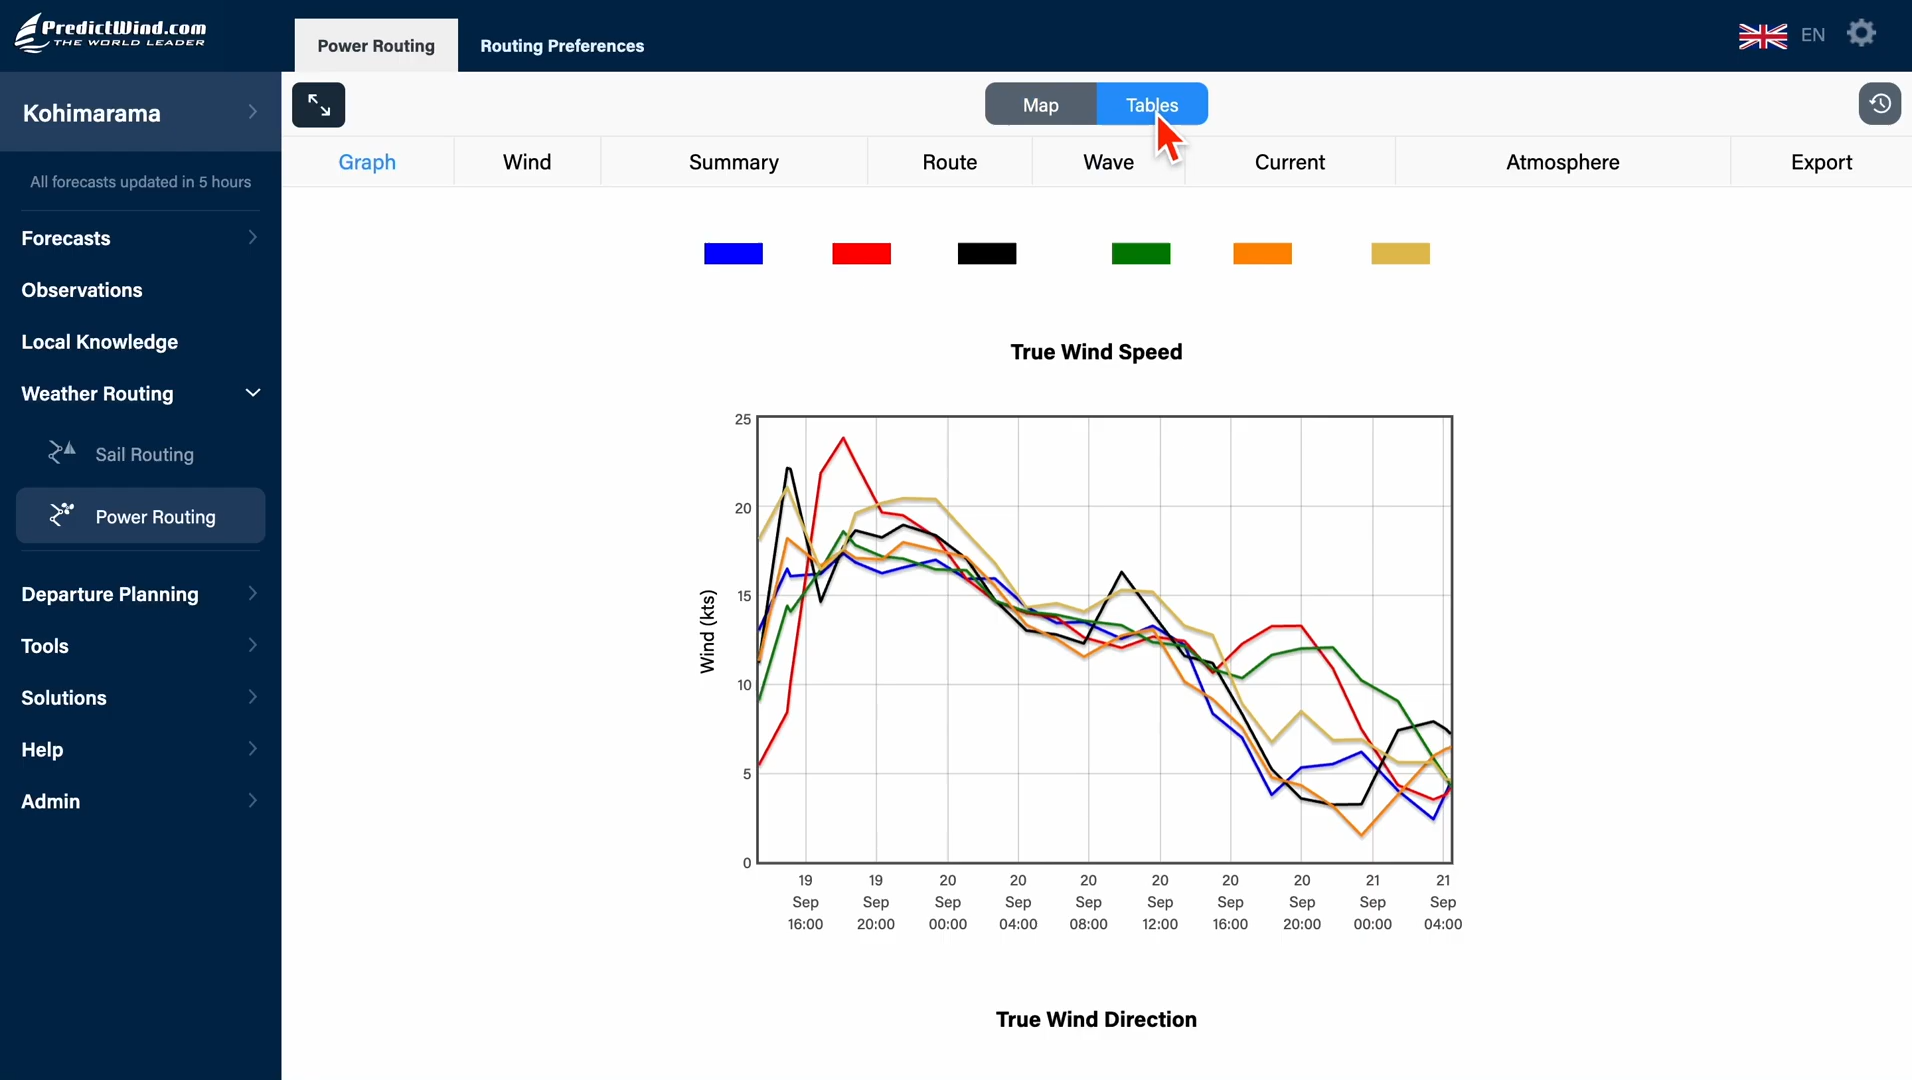 PredictWind.com
THE WORLD LEADER
Power Routing
Routing Preferences
EN
Kohimarama
Map
Tables
Graph
Wind
Summary
Route
Wave
Current
Atmosphere
Export
All forecasts updated in 5 hours
Forecasts
Observations
Local Knowledge
Weather Routing
Sail Routing
Power Routing
Departure Planning
Tools
Solutions
Help
Admin
True Wind Speed
Wind (kts)
25
20
15
10
5
0
19 Sep 16:00
19 Sep 20:00
20 Sep 00:00
20 Sep 04:00
20 Sep 08:00
20 Sep 12:00
20 Sep 16:00
20 Sep 20:00
21 Sep 00:00
21 Sep 04:00
True Wind Direction